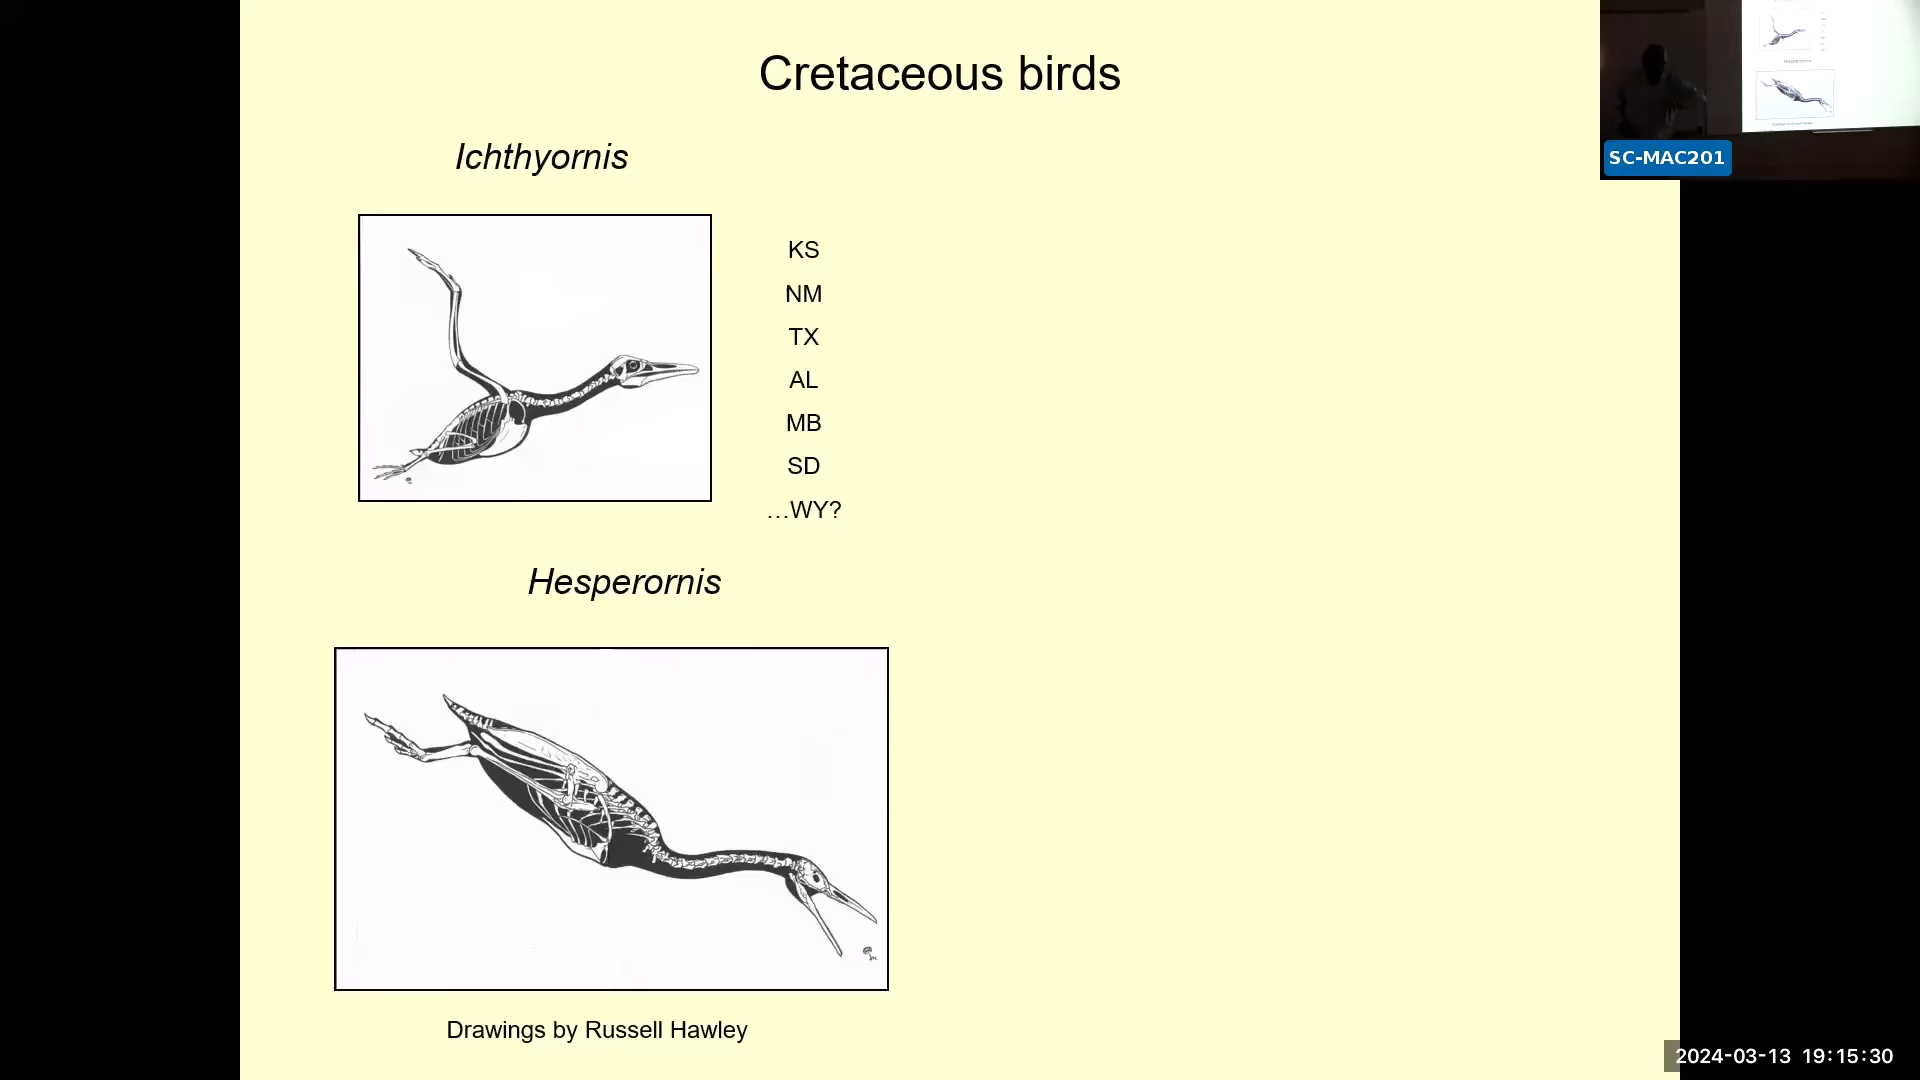 Cretaceous birds
Ichthyornis
KS
NM
TX
AL
MB
SD
...WY?
Hesperornis
Drawings by Russell Hawley
SC-MAC201
2024-03-13 19:15:30